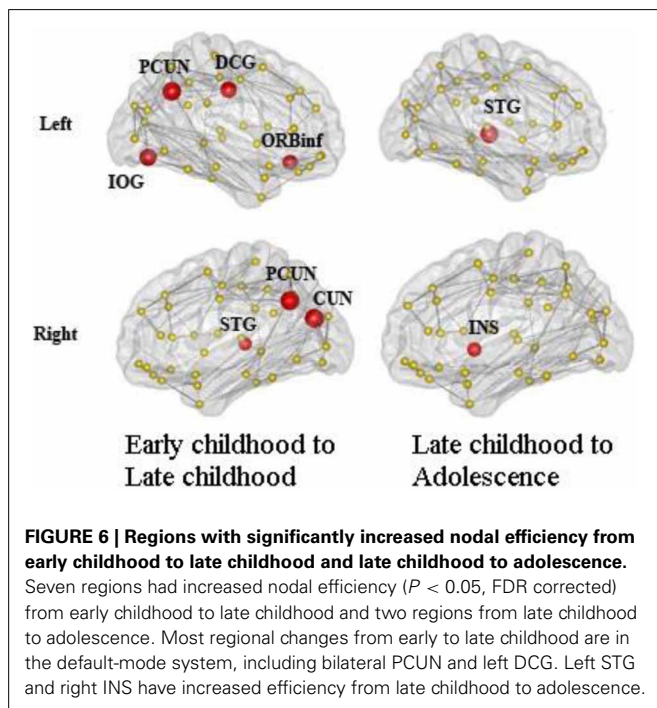 PCUN DCG
Left
STG
ORBinf
IOG
PCUN
CUN
STG
Right
INS
Early childhood to
Late childhood
Late childhood to
Adolescence
FIGURE 6 | Regions with significantly increased nodal efficiency from
early childhood to late childhood and late childhood to adolescence.
Seven regions had increased nodal efficiency (P < 0.05, FDR corrected)
from early childhood to late childhood and two regions from late childhood
to adolescence. Most regional changes from early to late childhood are in
the default-mode system, including bilateral PCUN and left DCG. Left STG
and right INS have increased efficiency from late childhood to adolescence.